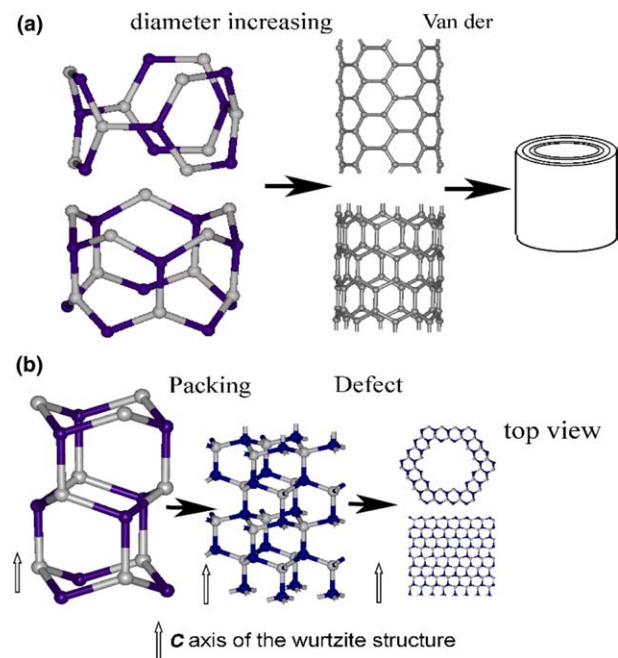 (a)
diameter increasing
Van der
(b)
Packing
Defect
top view
C axis of the wurtzite structure